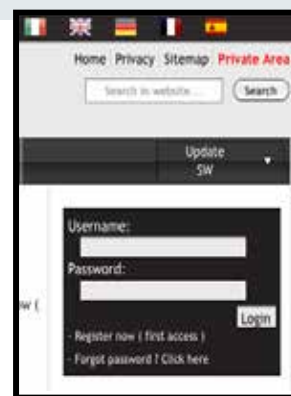 Home Privacy Sitemap Private Area
Search in website... Search
Update
SW
Username:
Password:
ow (
Login
- Register now ( first access )
- Forgot password ? Click here